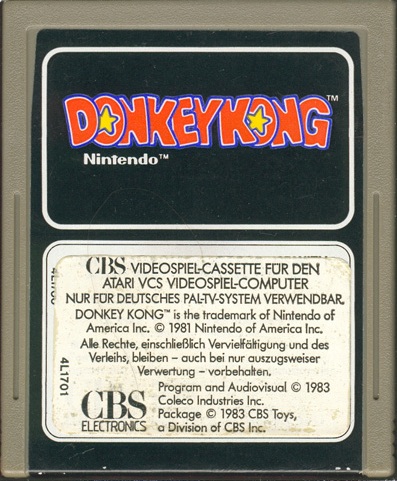 DONKEY KONG™
Nintendo™
CBS VIDEOSPIEL-CASSETTE FÜR DEN
ATARI VCS VIDEOSPIEL-COMPUTER
NUR FÜR DEUTSCHES PAL-TV-SYSTEM VERWENDBAR.
DONKEY KONG™ is the trademark of Nintendo of
America Inc. © 1981 Nintendo of America Inc.
Alle Rechte, einschließlich Vervielfältigung und des
Verleihs, bleiben – auch bei nur auszugsweiser
Verwertung – vorbehalten.
Program and Audiovisual © 1983
Coleco Industries Inc.
Package © 1983 CBS Toys,
a Division of CBS Inc.
CBS
ELECTRONICS
4L1701